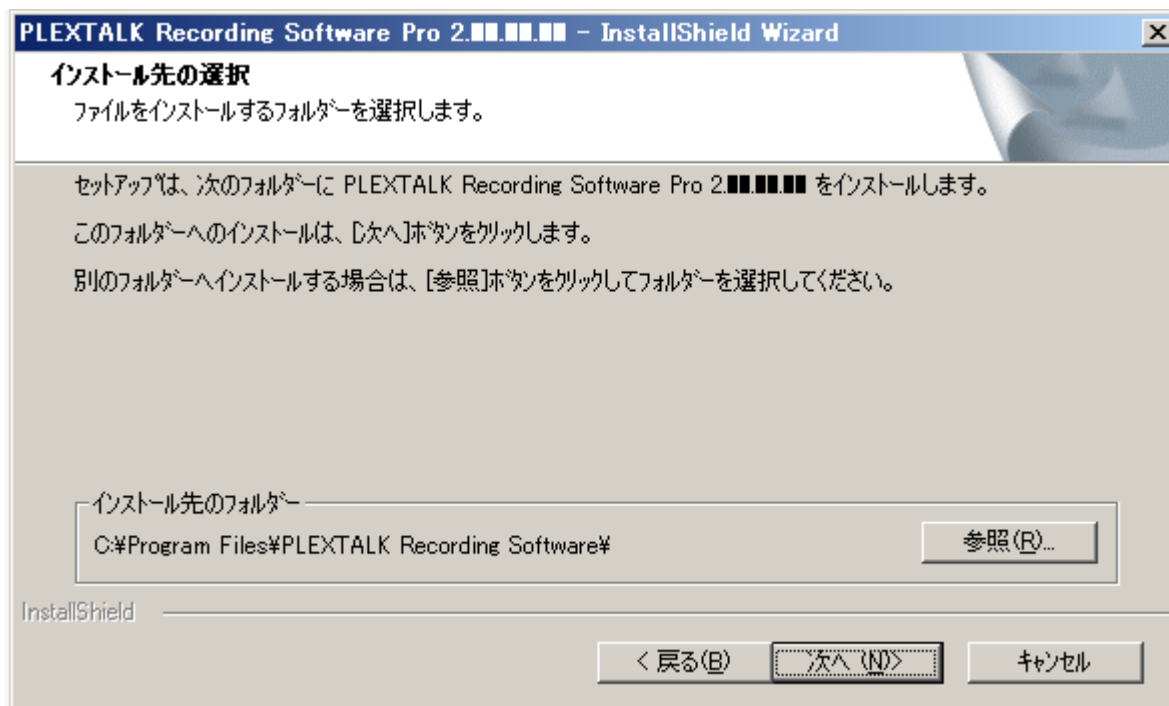 PLEXTALK Recording Software Pro 2.■■.■■.■■ - InstallShield Wizard
インストール先の選択
ファイルをインストールするフォルダーを選択します。
セットアップは、次のフォルダーに PLEXTALK Recording Software Pro 2.■■.■■.■■ をインストールします。
このフォルダーへのインストールは、[次へ]ボタンをクリックします。
別のフォルダーへインストールする場合は、[参照]ボタンをクリックしてフォルダーを選択してください。
インストール先のフォルダー
C:¥Program Files¥PLEXTALK Recording Software¥
参照(R)...
InstallShield
< 戻る(B)
次へ (N)>
キャンセル